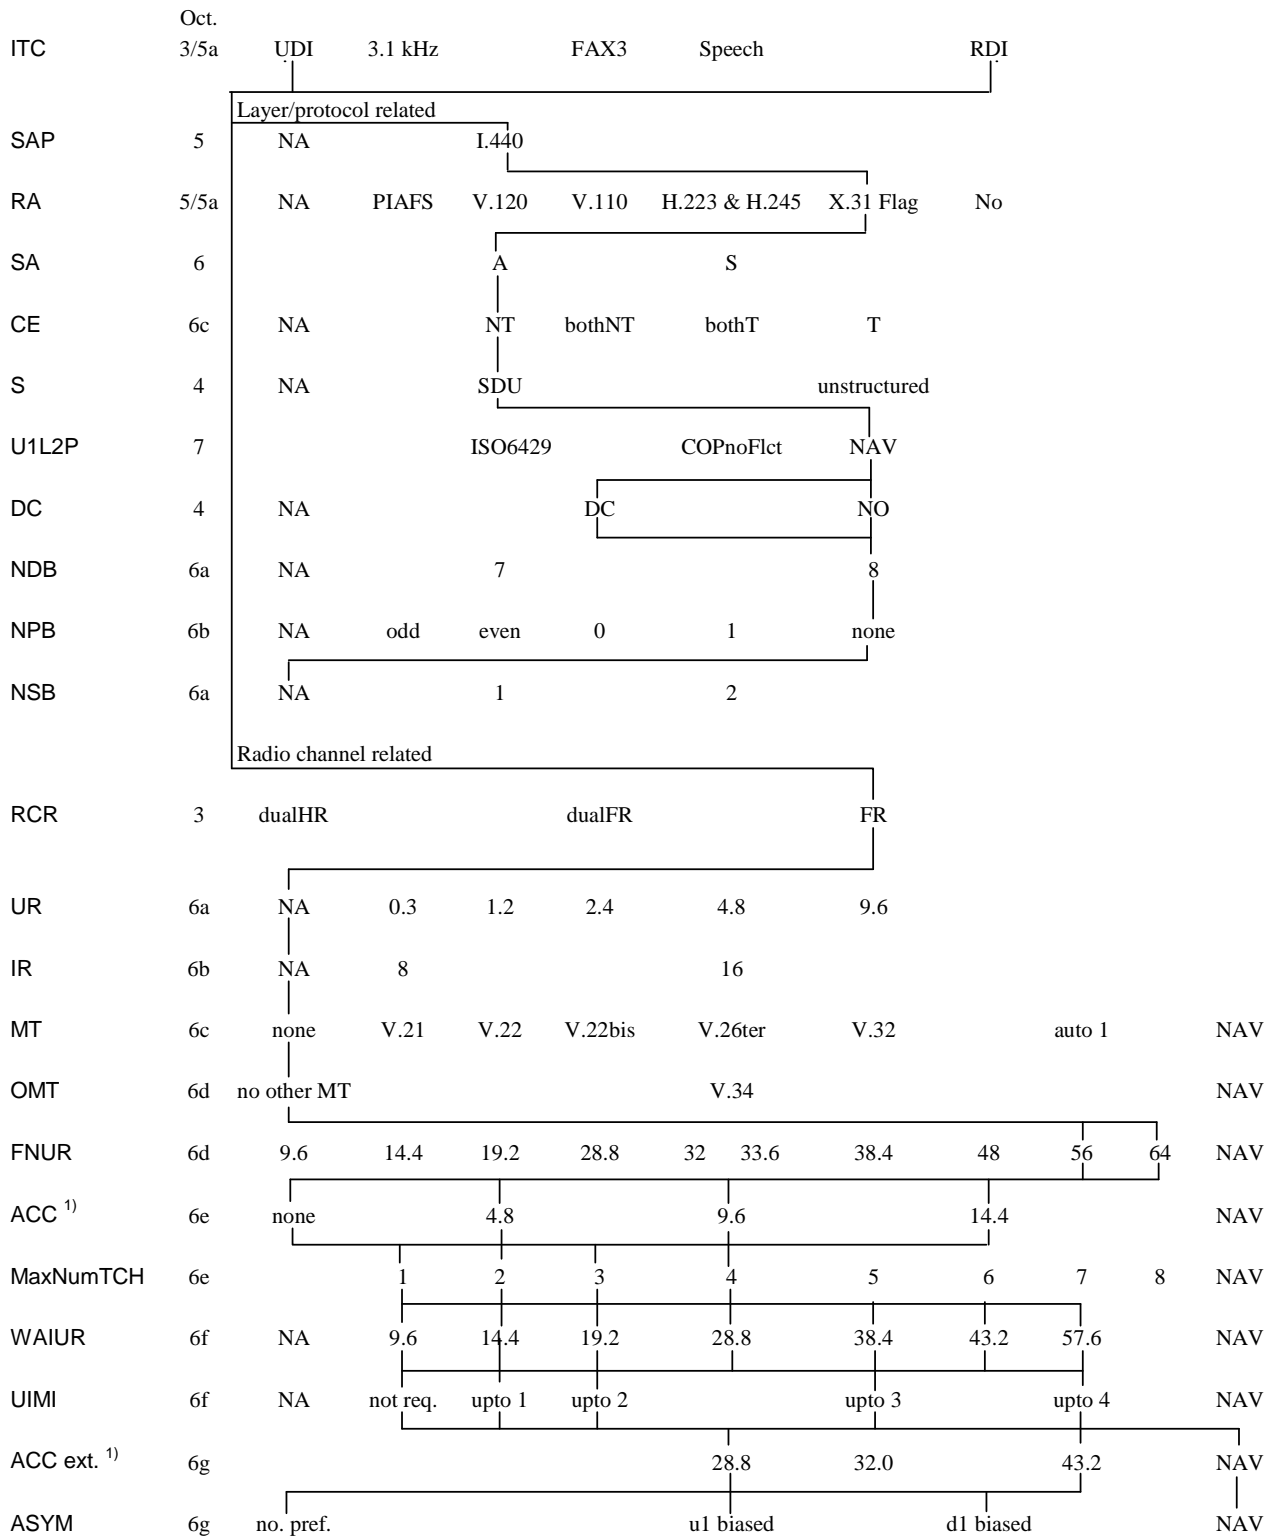 Oct.
ITC 3/5a UDI 3.1 kHz FAX3 Speech RDI
Layer/protocol related
SAP 5 NA I.440
RA 5/5a NA PIAFS V.120 V.110 H.223 & H.245 X.31 Flag No
SA 6 A S
CE 6c NA NT bothNT bothT T
S 4 NA SDU unstructured
U1L2P 7 ISO6429 COPnoFlct NAV
DC 4 NA DC NO
NDB 6a NA 7 8
NPB 6b NA odd even 0 1 none
NSB 6a NA 1 2
Radio channel related
RCR 3 dualHR dualFR FR
UR 6a NA 0.3 1.2 2.4 4.8 9.6
IR 6b NA 8 16
MT 6c none V.21 V.22 V.22bis V.26ter V.32 auto 1 NAV
OMT 6d no other MT V.34 NAV
FNUR 6d 9.6 14.4 19.2 28.8 32 33.6 38.4 48 56 64 NAV
ACC 1) 6e none 4.8 9.6 14.4 NAV
MaxNumTCH 6e 1 2 3 4 5 6 7 8 NAV
WAIUR 6f NA 9.6 14.4 19.2 28.8 38.4 43.2 57.6 NAV
UIMI 6f NA not req. upto 1 upto 2 upto 3 upto 4 NAV
ACC ext. 1) 6g 28.8 32.0 43.2 NAV
ASYM 6g no. pref. u1 biased d1 biased NAV